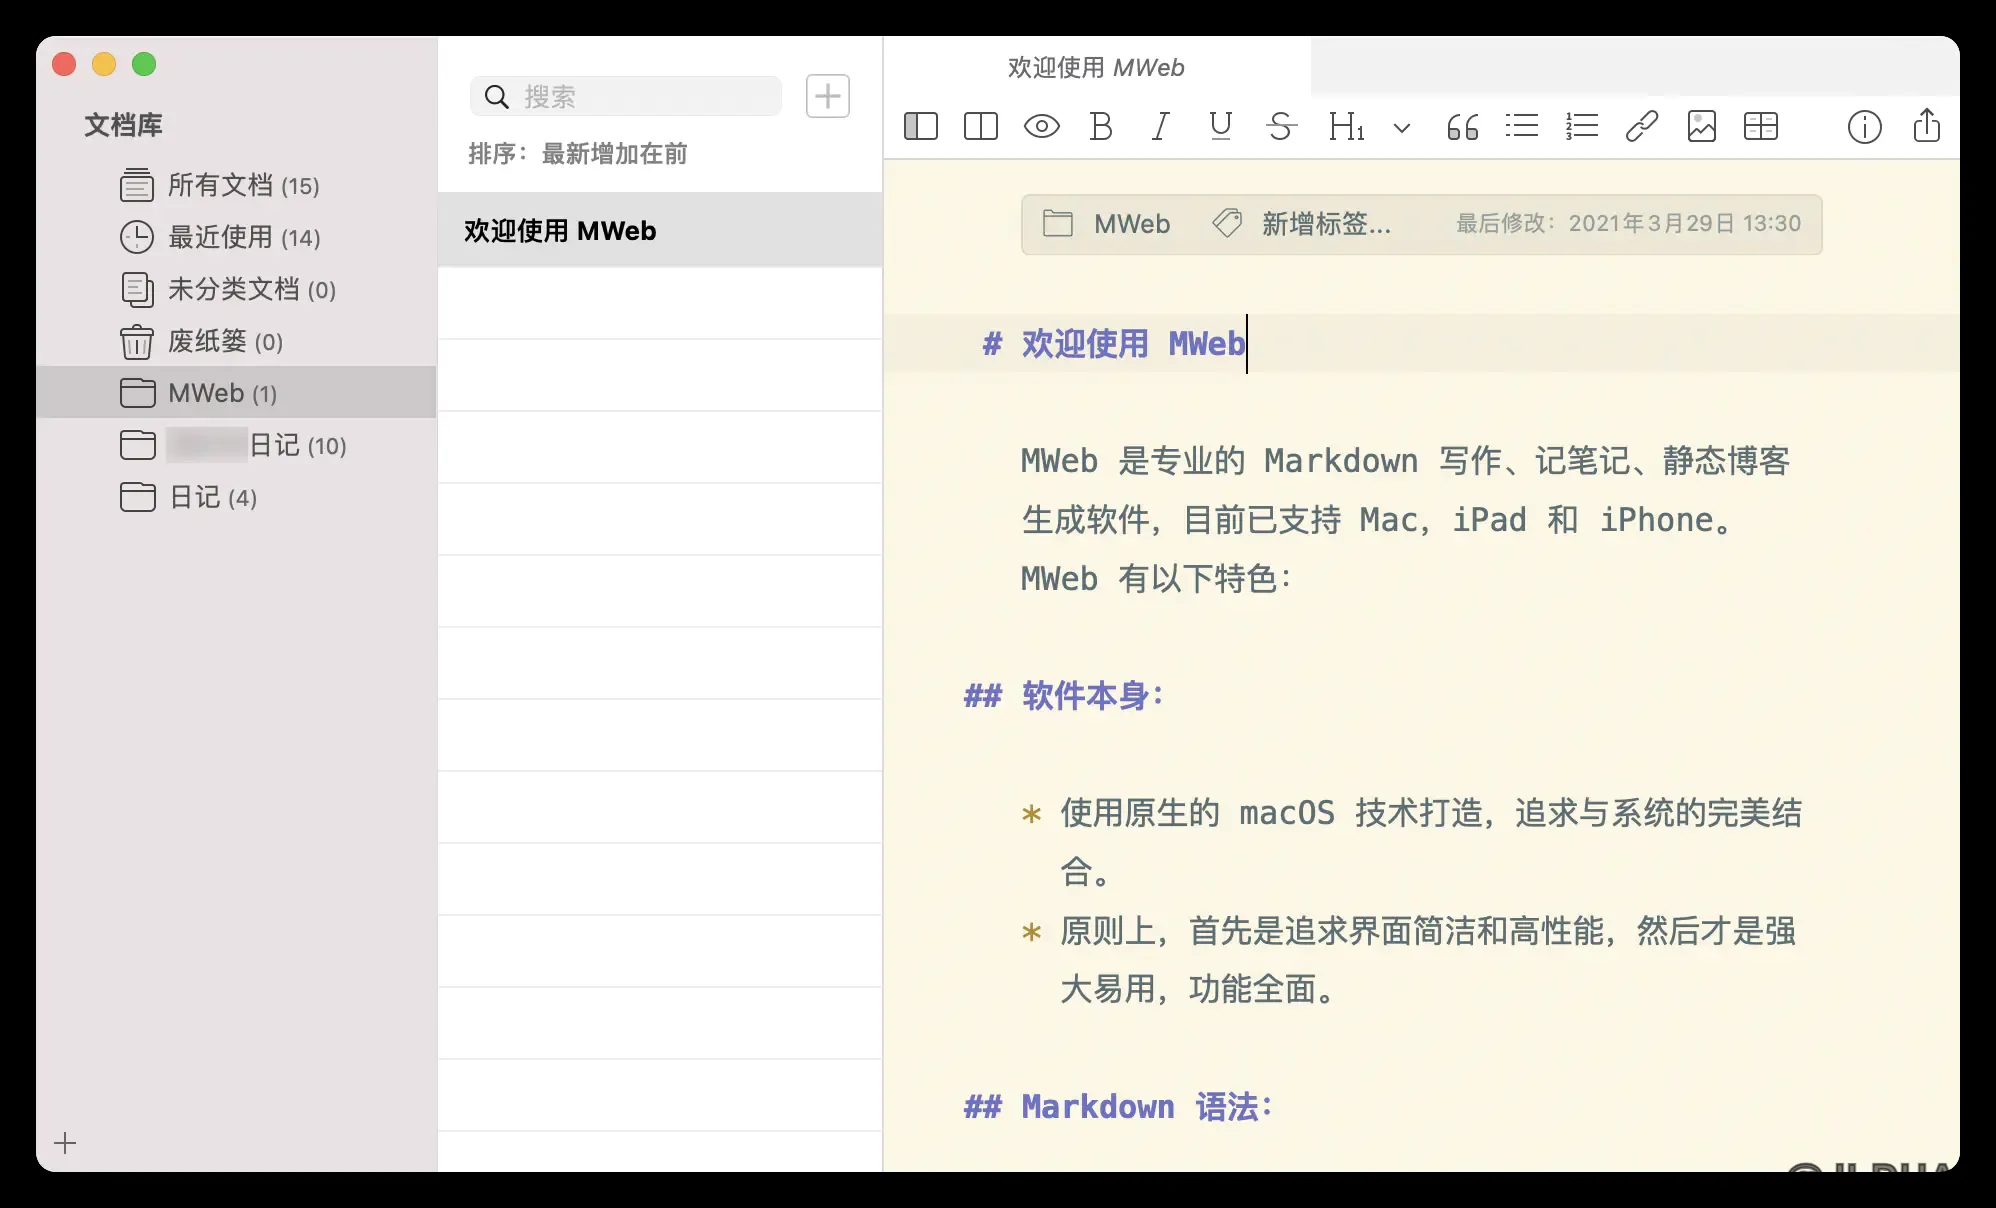 文档库
所有文档 (15)
最近使用 (14)
未分类文档 (0)
废纸篓 (0)
MWeb (1)
日记 (10)
日记 (4)
搜索
排序：最新增加在前
欢迎使用 MWeb
欢迎使用 MWeb
B I U S H1
MWeb 新增标签... 最后修改：2021年3月29日 13:30
# 欢迎使用 MWeb
MWeb 是专业的 Markdown 写作、记笔记、静态博客
生成软件，目前已支持 Mac，iPad 和 iPhone。
MWeb 有以下特色：
## 软件本身：
* 使用原生的 macOS 技术打造，追求与系统的完美结
合。
* 原则上，首先是追求界面简洁和高性能，然后才是强
大易用，功能全面。
## Markdown 语法：